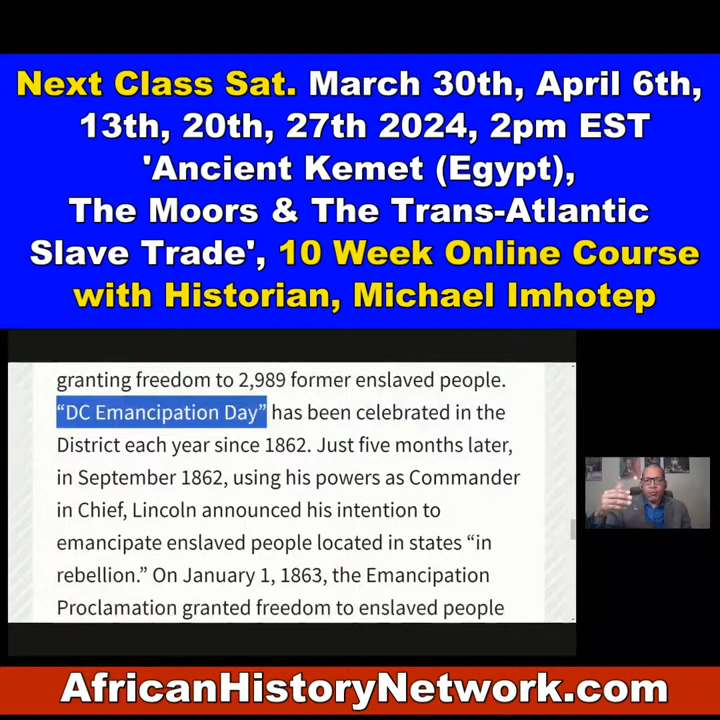 Next Class Sat. March 30th, April 6th,
13th, 20th, 27th 2024, 2pm EST
'Ancient Kemet (Egypt),
The Moors & The Trans-Atlantic
Slave Trade', 10 Week Online Course
with Historian, Michael Imhotep
granting freedom to 2,989 former enslaved people.
“DC Emancipation Day” has been celebrated in the
District each year since 1862. Just five months later,
in September 1862, using his powers as Commander
in Chief, Lincoln announced his intention to
emancipate enslaved people located in states “in
rebellion.” On January 1, 1863, the Emancipation
Proclamation granted freedom to enslaved people
AfricanHistoryNetwork.com